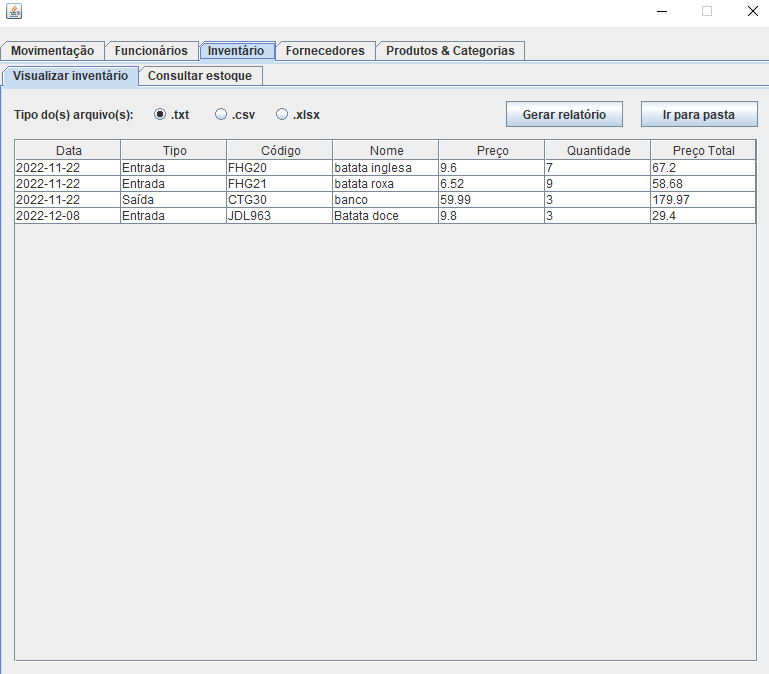 Movimentação Funcionários Inventário Fornecedores Produtos & Categorias
Visualizar inventário Consultar estoque
Tipo do(s) arquivo(s): .txt .csv .xlsx Gerar relatório Ir para pasta
Data Tipo Código Nome Preço Quantidade Preço Total
2022-11-22 Entrada FHG20 batata inglesa 9.6 7 67.2
2022-11-22 Entrada FHG21 batata roxa 6.52 9 58.68
2022-11-22 Saída CTG30 banco 59.99 3 179.97
2022-12-08 Entrada JDL963 Batata doce 9.8 3 29.4